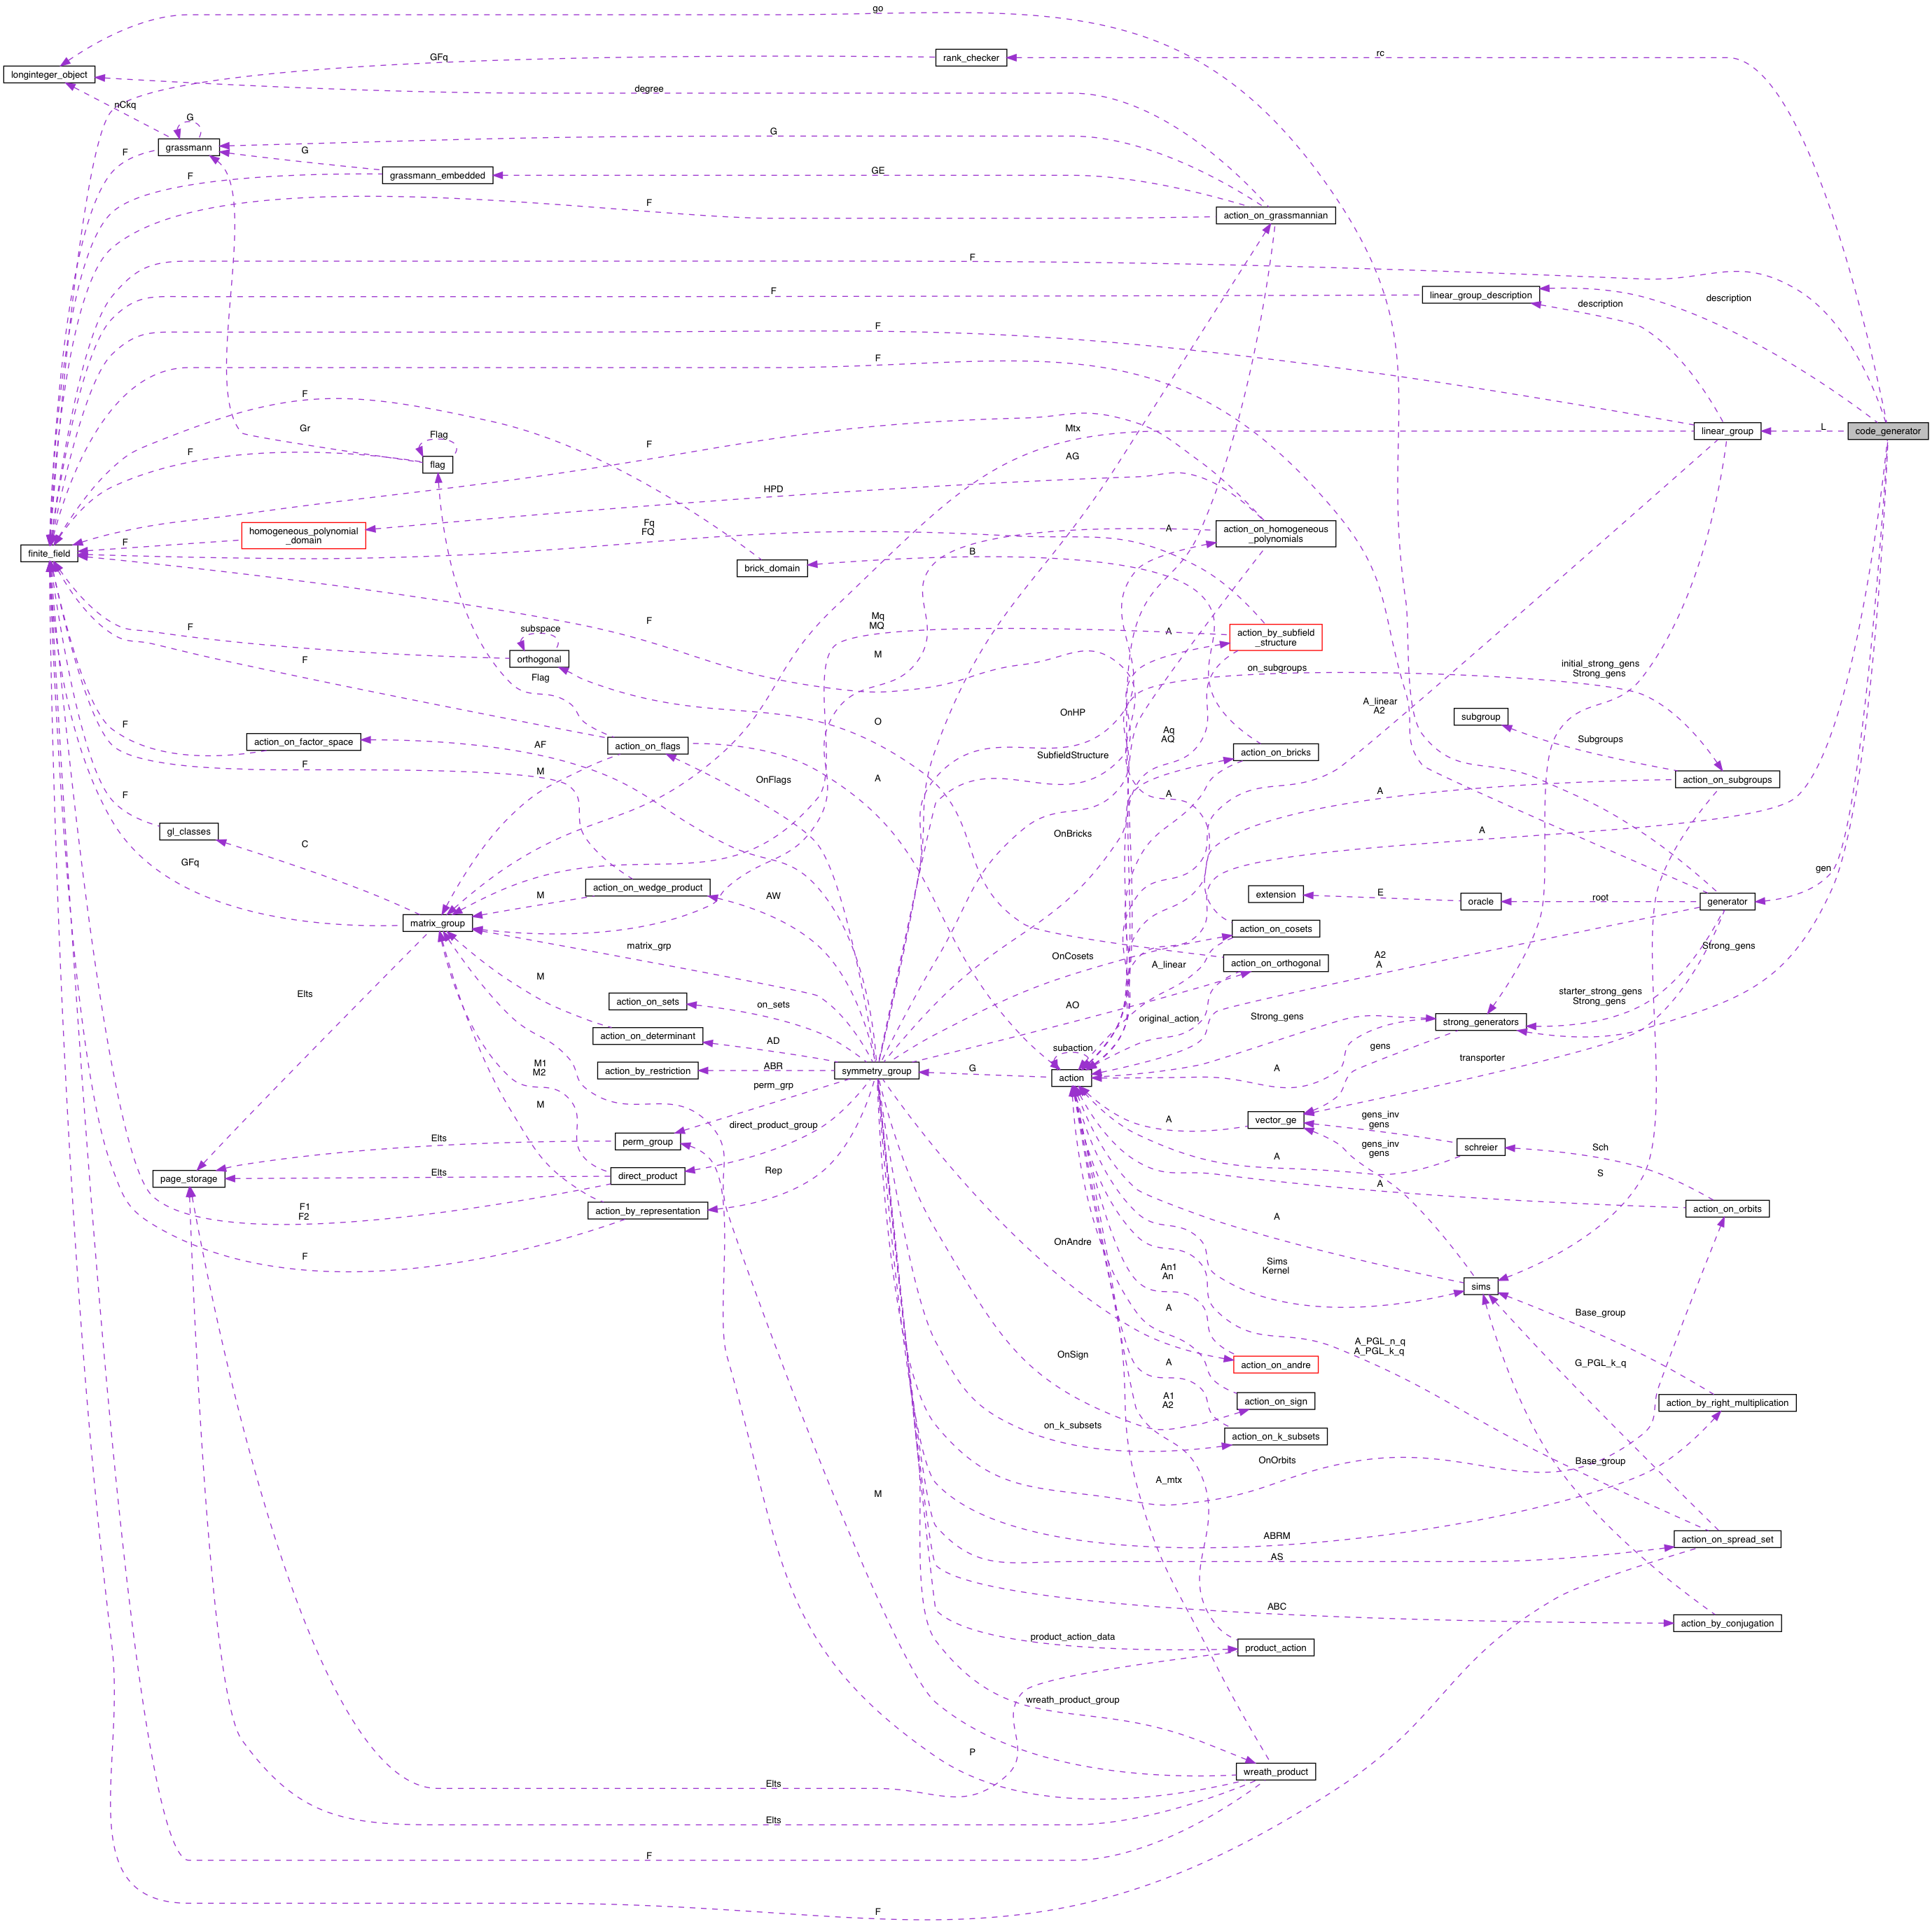 go
rc
GFq
rank_checker
longinteger_object
degree
nCkq
G
G
grassmann
F
G
grassmann_embedded
GE
F
F
action_on_grassmannian
F
linear_group_description
F
description
description
F
F
F
Gr
Flag
flag
F
F
Mtx
AG
linear_group
L
code_generator
HPD
homogeneous_polynomial
_domain
F
finite_field
Fq
FQ
A
action_on_homogeneous
_polynomials
B
brick_domain
F
subspace
orthogonal
F
Mq
MQ
F
A
action_by_subfield
_structure
M
F
Flag
on_subgroups
initial_strong_gens
Strong_gens
A_linear
A2
OnHP
subgroup
O
F
action_on_factor_space
AF
action_on_flags
Aq
AQ
Subgroups
SubfieldStructure
action_on_bricks
F
M
OnFlags
A
action_on_subgroups
F
A
A
gl_classes
C
OnBricks
A
GFq
action_on_wedge_product
M
AW
gen
extension
E
oracle
root
generator
matrix_group
action_on_cosets
matrix_grp
OnCosets
A2
A
Strong_gens
A_linear
action_on_orthogonal
M
Elts
action_on_sets
on_sets
AO
original_action
starter_strong_gens
Strong_gens
Strong_gens
strong_generators
action_on_determinant
AD
subaction
gens
transporter
M1
M2
action_by_restriction
ABR
symmetry_group
G
action
A
perm_grp
M
A
vector_ge
gens_inv
gens
direct_product_group
Elts
perm_group
schreier
Sch
gens_inv
gens
A
page_storage
Elts
direct_product
Rep
S
A
F1
F2
action_by_representation
action_on_orbits
A
OnAndre
F
An1
An
Sims
Kernel
sims
A
Base_group
A_PGL_n_q
A_PGL_k_q
OnSign
A
action_on_andre
G_PGL_k_q
A1
A2
action_on_sign
action_by_right_multiplication
on_k_subsets
action_on_k_subsets
OnOrbits
Base_group
A_mtx
M
ABRM
action_on_spread_set
AS
ABC
action_by_conjugation
product_action_data
product_action
wreath_product_group
P
wreath_product
Elts
Elts
F
F